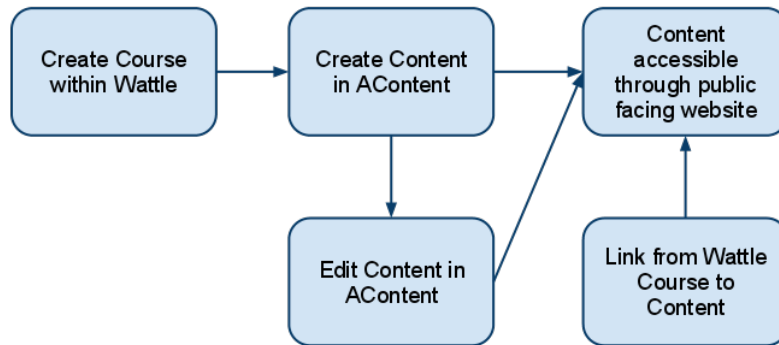 Create Course
within Wattle
Create Content
in AContent
Content
accessible
through public
facing website
Edit Content in
AContent
Link from Wattle
Course to
Content